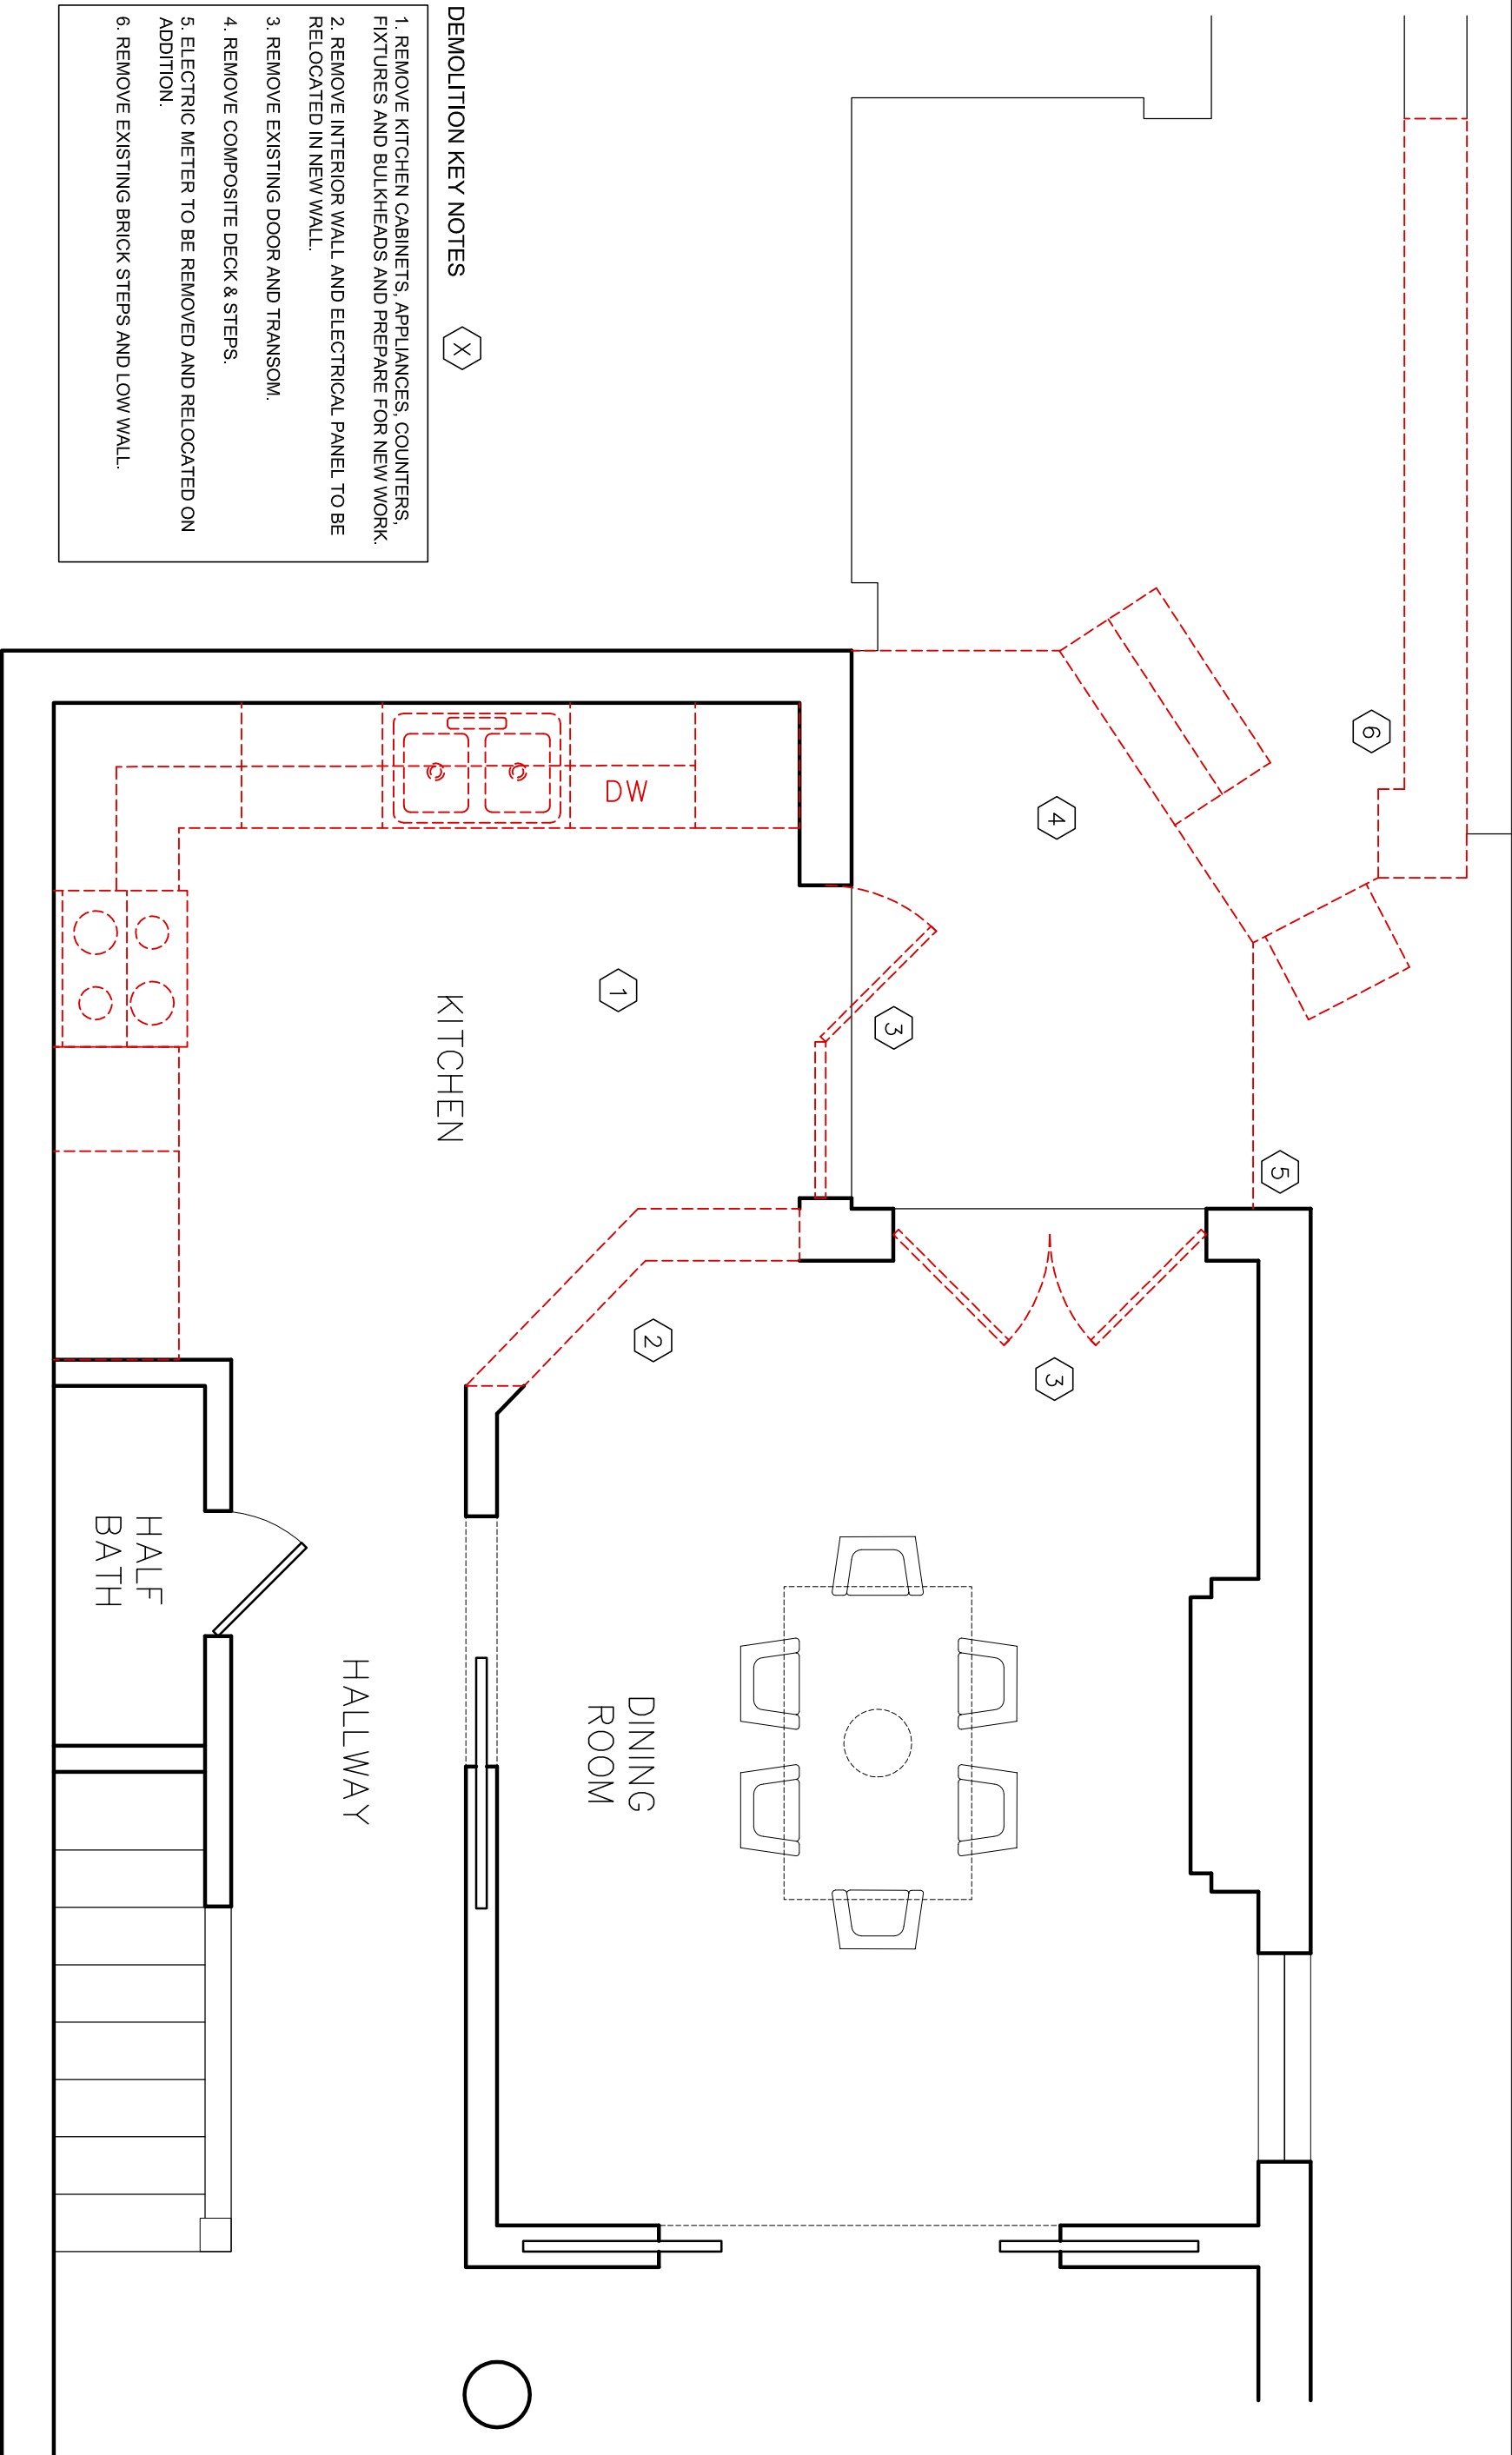 DEMOLITION KEY NOTES
X
1. REMOVE KITCHEN CABINETS, APPLIANCES, COUNTERS,
FIXTURES AND BULKHEADS AND PREPARE FOR NEW WORK.
2. REMOVE INTERIOR WALL AND ELECTRICAL PANEL TO BE
RELOCATED IN NEW WALL.
3. REMOVE EXISTING DOOR AND TRANSOM.
4. REMOVE COMPOSITE DECK & STEPS.
5. ELECTRIC METER TO BE REMOVED AND RELOCATED ON
ADDITION.
6. REMOVE EXISTING BRICK STEPS AND LOW WALL.
6
4
5
3
3
DW
1
2
KITCHEN
DINING
ROOM
HALLWAY
HALF
BATH